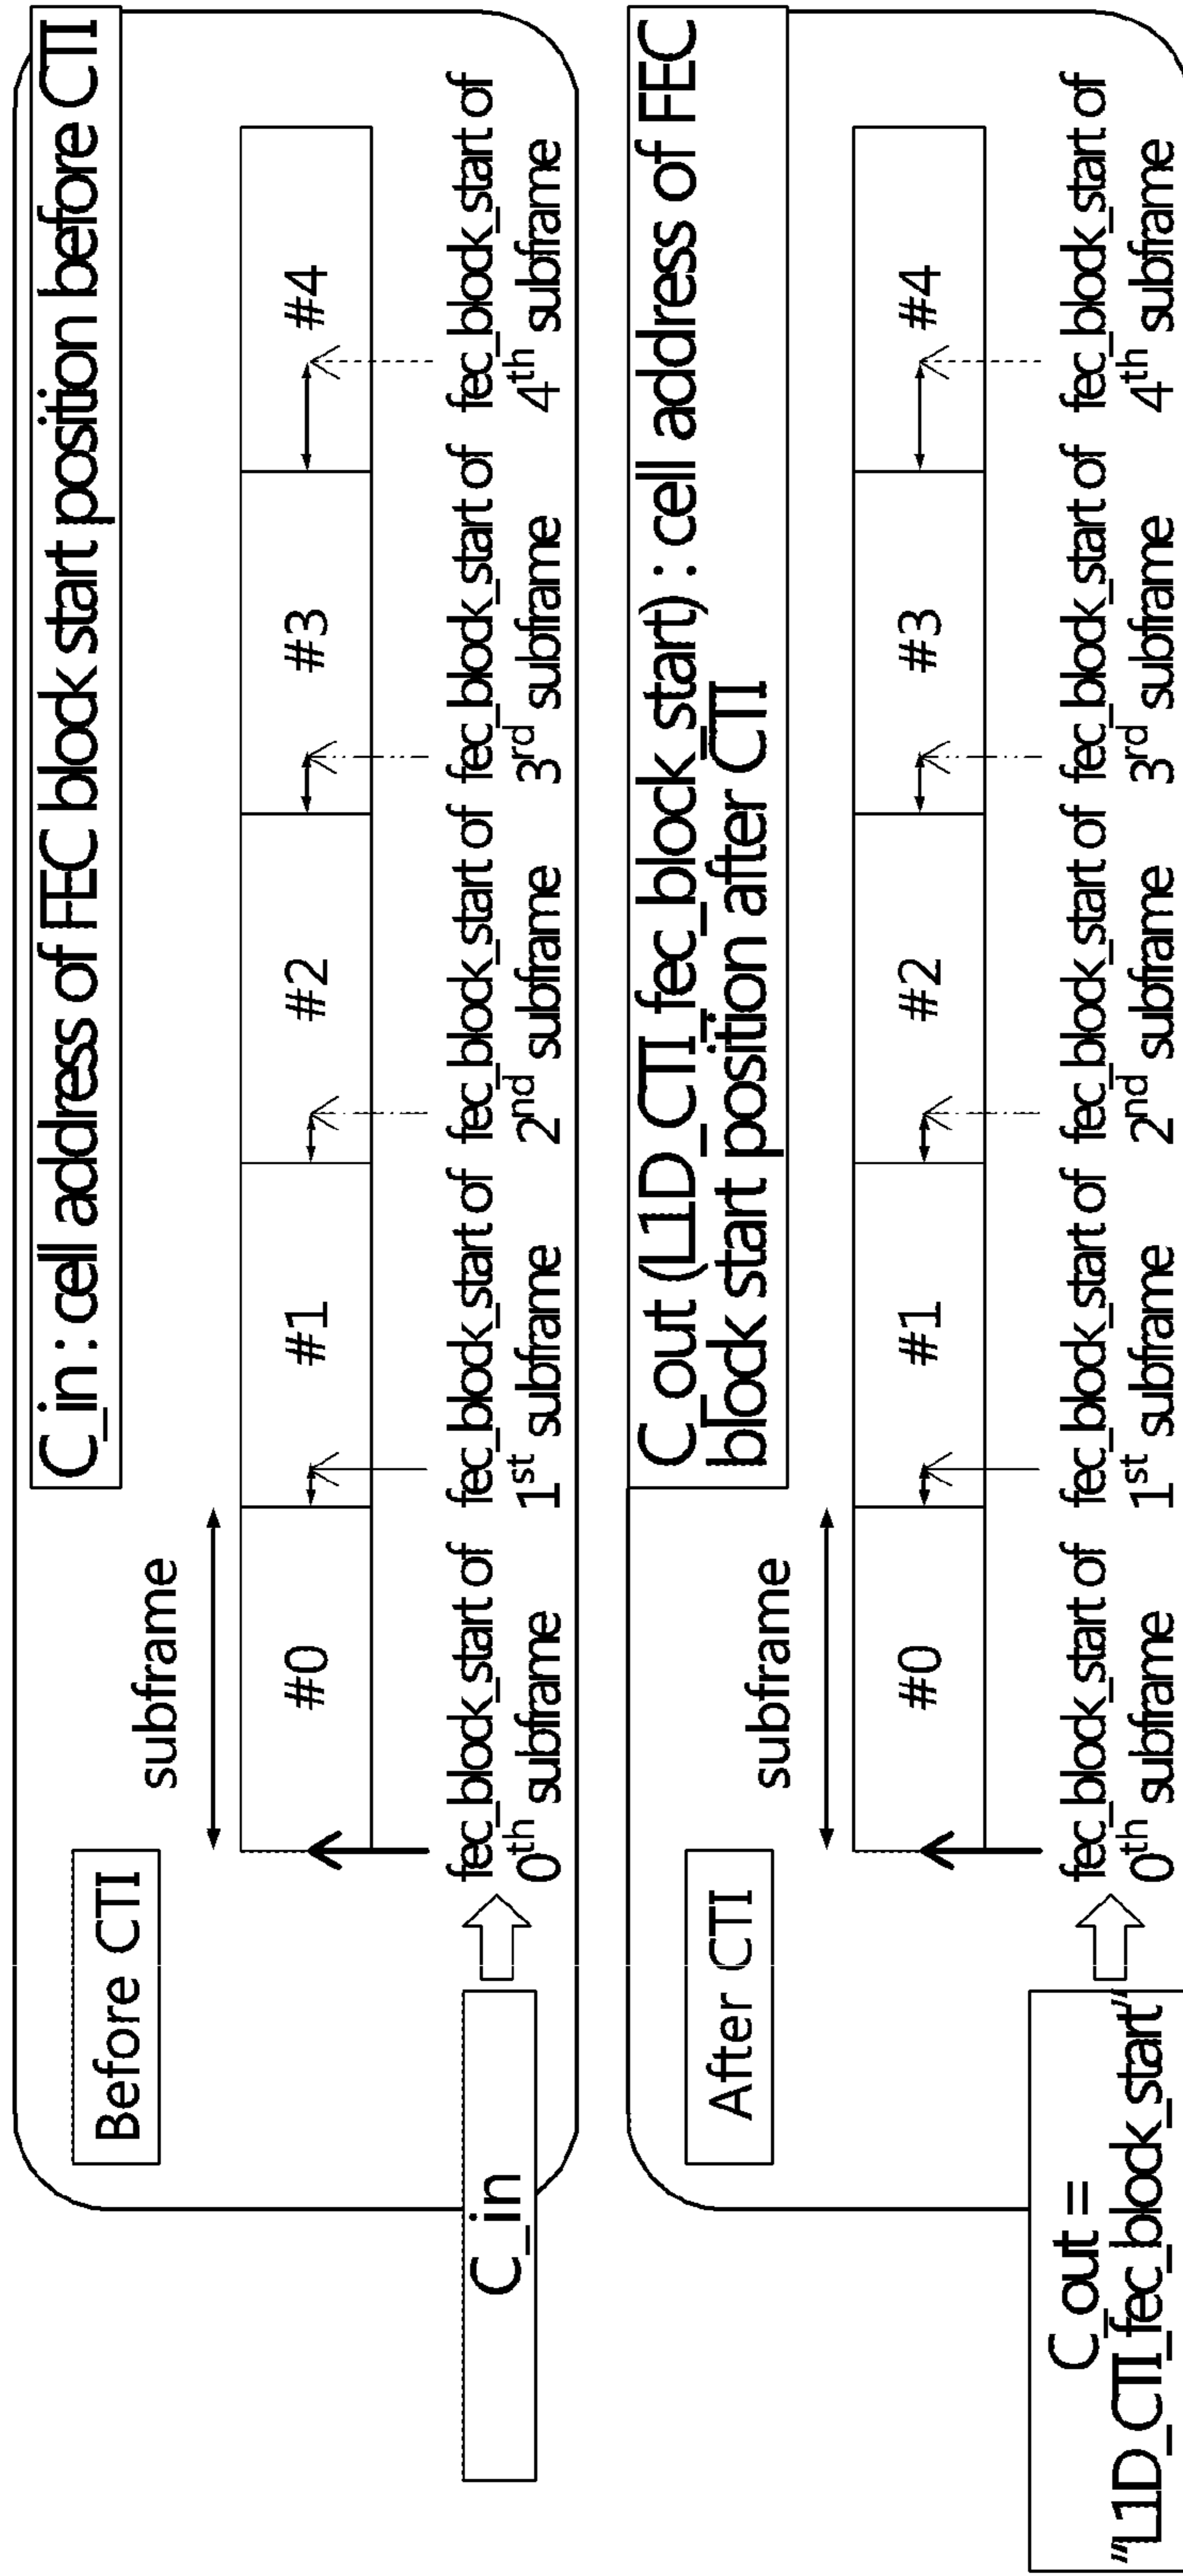 C_in : cell address of FEC block start position before CTI
Before CTI
subframe
#0
#1
#2
#3
#4
C_in
fec_block_start of
0th subframe
fec_block_start of
1st subframe
fec_block_start of
2nd subframe
fec_block_start of
3rd subframe
fec_block_start of
4th subframe
C_out (L1D_CTI_fec_block_start) : cell address of FEC
block start position after CTI
After CTI
subframe
#0
#1
#2
#3
#4
C_out =
“L1D_CTI_fec_block_start”
fec_block_start of
0th subframe
fec_block_start of
1st subframe
fec_block_start of
2nd subframe
fec_block_start of
3rd subframe
fec_block_start of
4th subframe